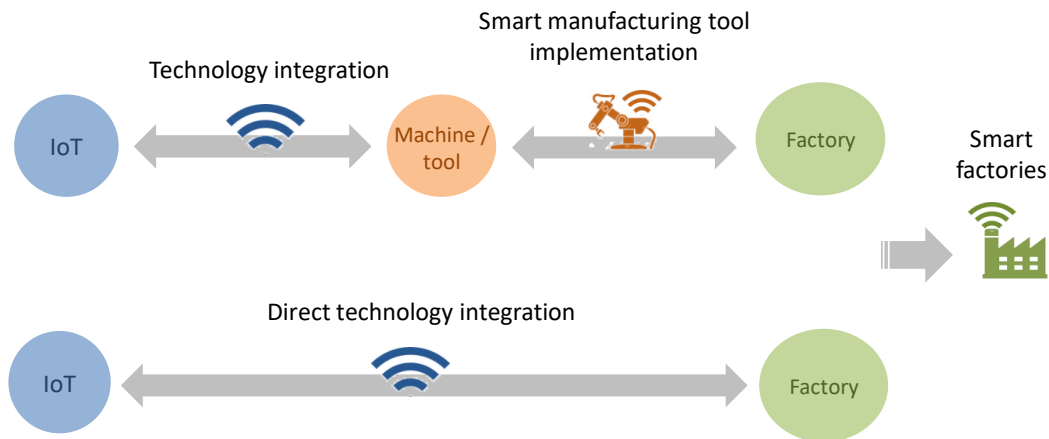 Smart manufacturing tool
implementation
Technology integration
IoT
Machine /
tool
Factory
Smart
factories
Direct technology integration
IoT
Factory